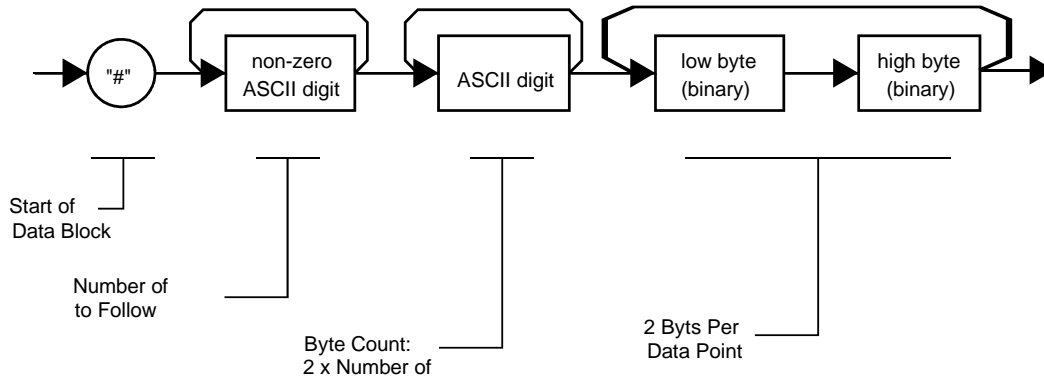 "#"
non-zero
ASCII digit
ASCII digit
low byte
(binary)
high byte
(binary)
Start of
Data Block
Number of
to Follow
Byte Count:
2 x Number of
2 Byts Per
Data Point